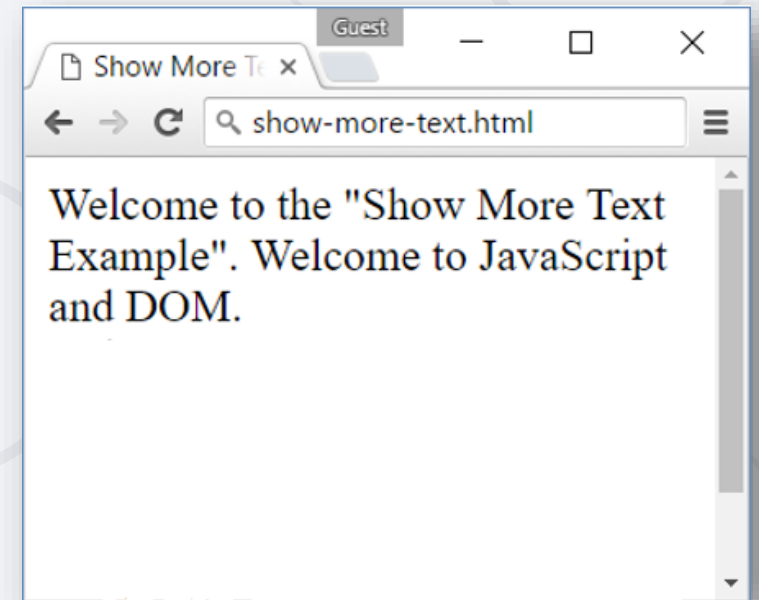 Guest
Show More Te
show-more-text.html
Welcome to the "Show More Text
Example". Welcome to JavaScript
and DOM.